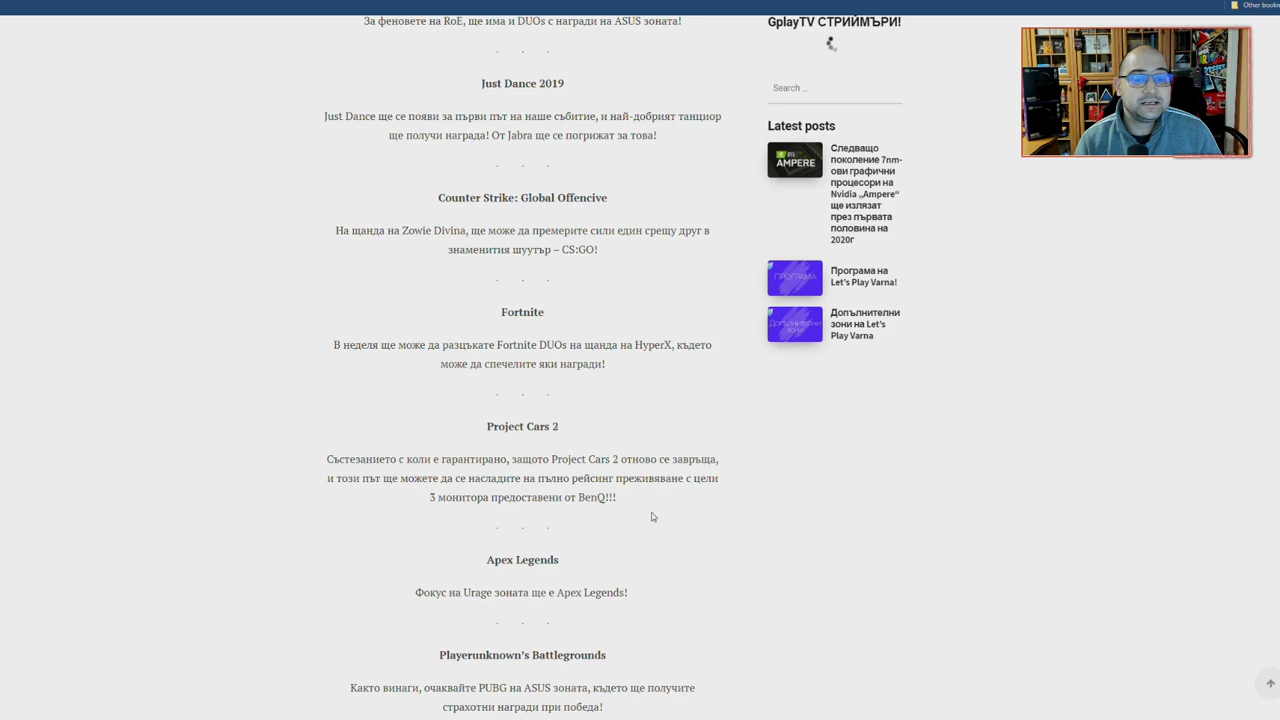 Other bookm
За феновете на RoE, ще има и DUOs с награди на ASUS зоната!
. . .
Just Dance 2019
Just Dance ще се появи за първи път на наше събитие, и най-добрият танцьор
ще получи награда! От Jabra ще се погрижат за това!
. . .
Counter Strike: Global Offencive
На щанда на Zowie Divina, ще може да премерите сили един срещу друг в
знаменития шуутър – CS:GO!
. . .
Fortnite
В неделя ще може да разцъкате Fortnite DUOs на щанда на HyperX, където
може да спечелите яки награди!
. . .
Project Cars 2
Състезанието с коли е гарантирано, защото Project Cars 2 отново се завръща,
и този път ще можете да се насладите на пълно рейсинг преживяване с цели
3 монитора предоставени от BenQ!!!
. . .
Apex Legends
Фокус на Urage зоната ще е Apex Legends!
. . .
Playerunknown’s Battlegrounds
Както винаги, очаквайте PUBG на ASUS зоната, където ще получите
страхотни награди при победа!
GplayTV СТРИЙМЪРИ!
Search ...
Latest posts
AMPERE
Следващо
поколение 7nm-
ови графични
процесори на
Nvidia „Ampere“
ще излязат
през първата
половина на
2020г
ПРОГРАМА
Програма на
Let’s Play Varna!
Допълнителни
зони
Допълнителни
зони на Let’s
Play Varna